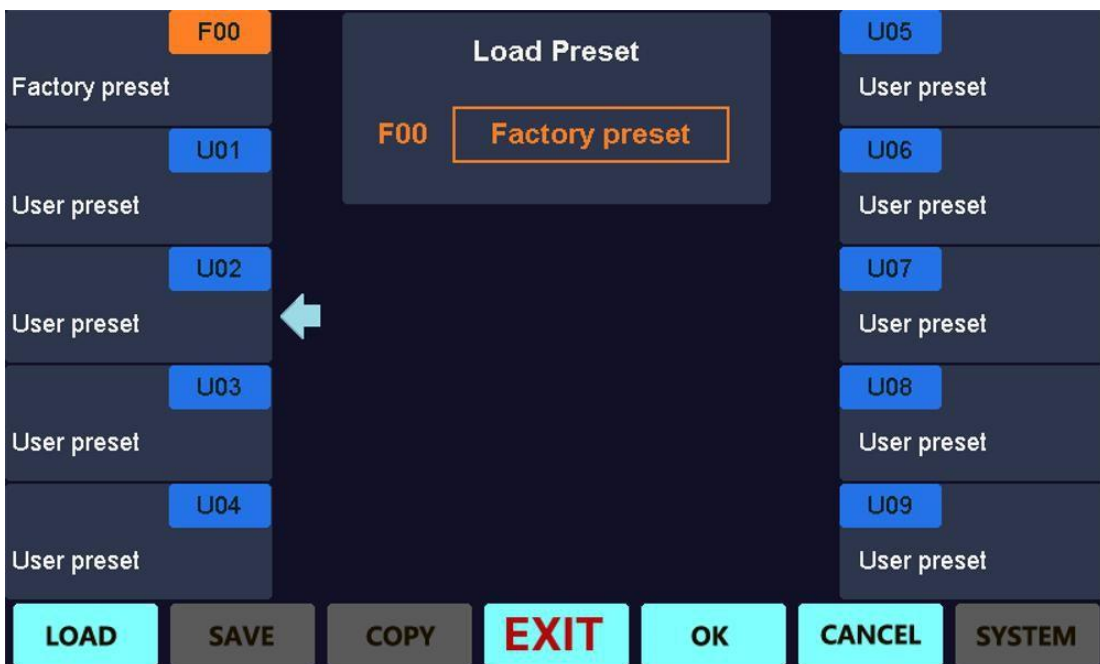 F00
Factory preset
U01
User preset
U02
User preset
U03
User preset
U04
User preset
Load Preset
F00 Factory preset
U05
User preset
U06
User preset
U07
User preset
U08
User preset
U09
User preset
LOAD SAVE COPY EXIT OK CANCEL SYSTEM